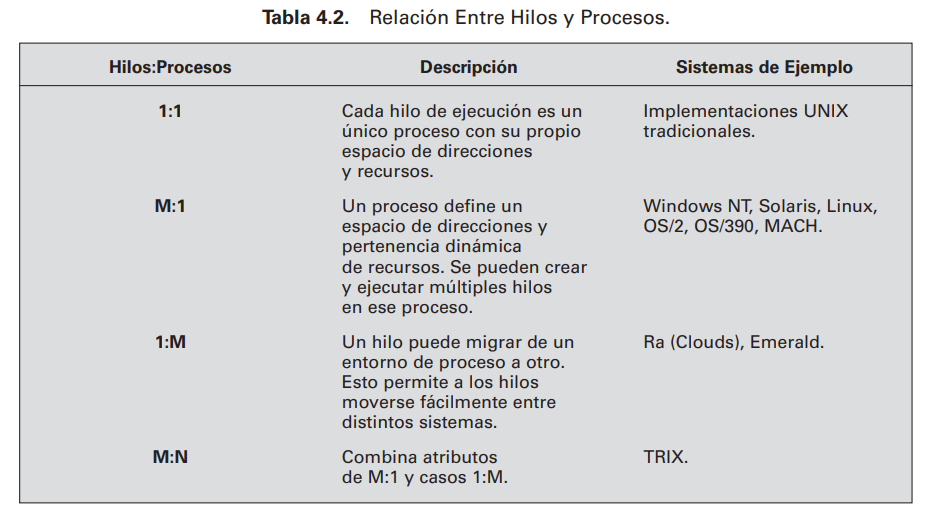 Tabla 4.2. Relación Entre Hilos y Procesos.
Hilos:Procesos Descripción Sistemas de Ejemplo
1:1 Cada hilo de ejecución es un Implementaciones UNIX
único proceso con su propio tradicionales.
espacio de direcciones
y recursos.
M:1 Un proceso define un Windows NT, Solaris, Linux,
espacio de direcciones y OS/2, OS/390, MACH.
pertenencia dinámica
de recursos. Se pueden crear
y ejecutar múltiples hilos
en ese proceso.
1:M Un hilo puede migrar de un Ra (Clouds), Emerald.
entorno de proceso a otro.
Esto permite a los hilos
moverse fácilmente entre
distintos sistemas.
M:N Combina atributos TRIX.
de M:1 y casos 1:M.